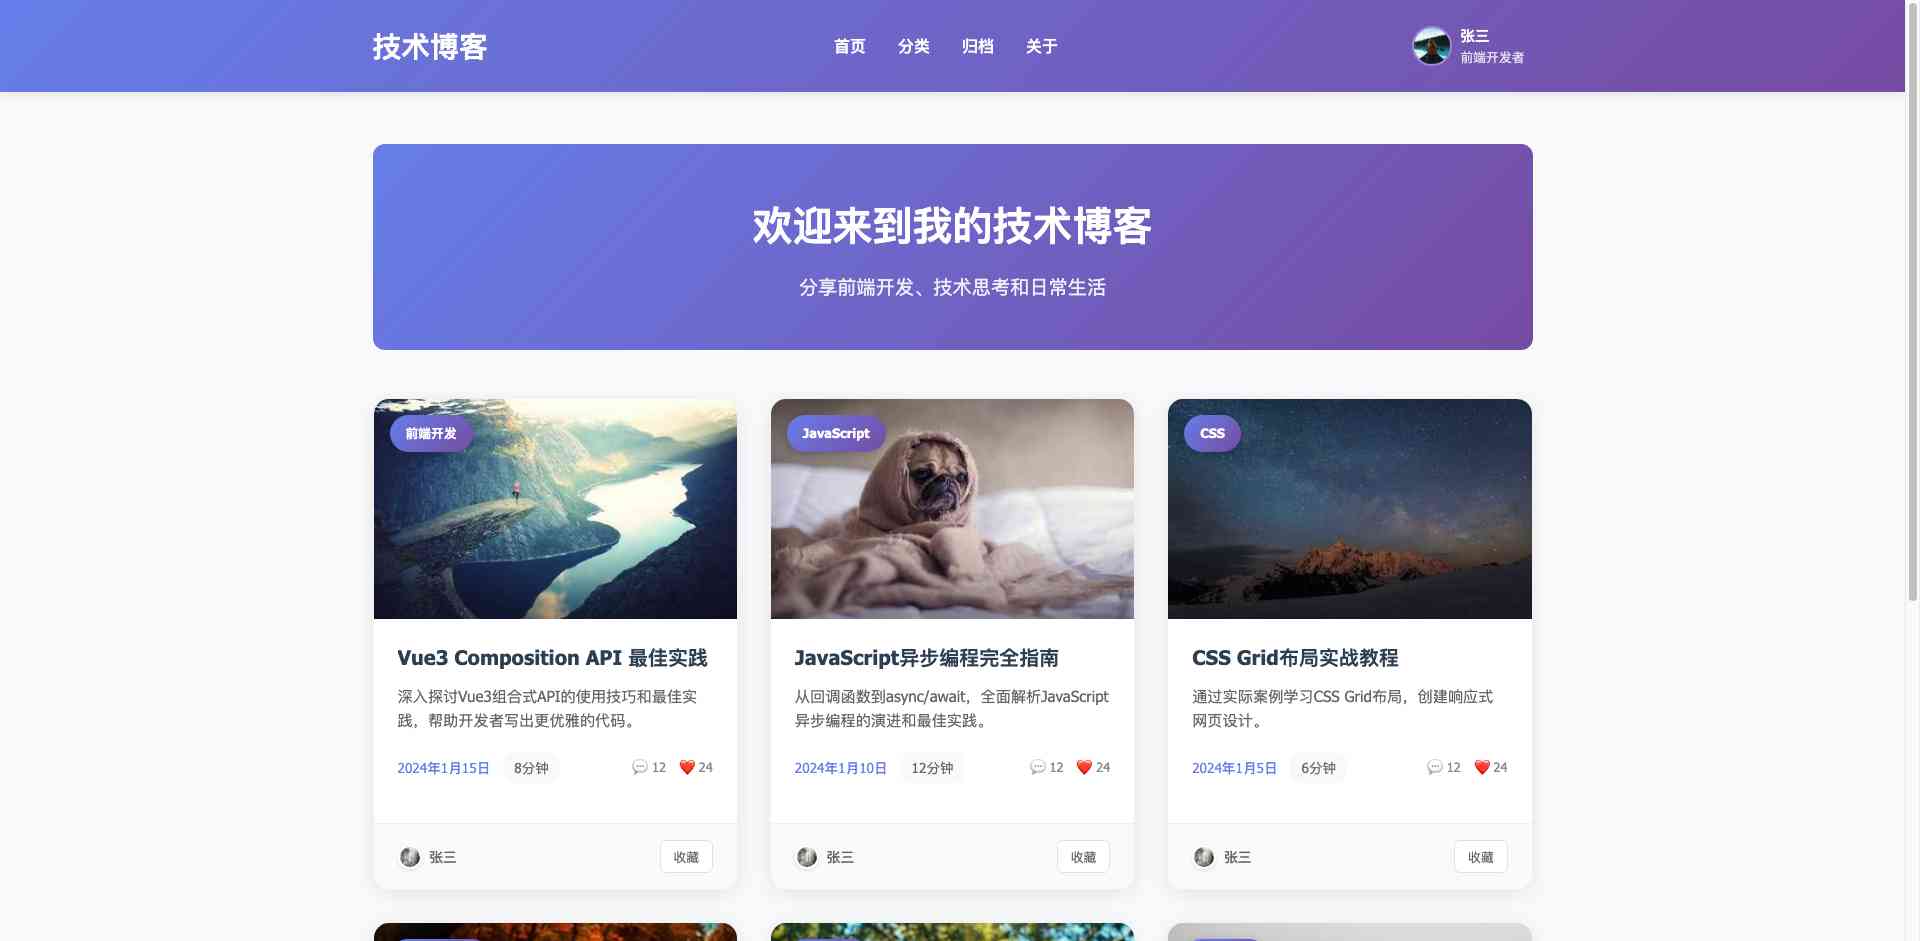 技术博客
首页 分类 归档 关于
张三
前端开发者
欢迎来到我的技术博客
分享前端开发、技术思考和日常生活
前端开发
Vue3 Composition API 最佳实践
深入探讨Vue3组合式API的使用技巧和最佳实
践，帮助开发者写出更优雅的代码。
2024年1月15日 8分钟 12 24
张三 收藏
JavaScript
JavaScript异步编程完全指南
从回调函数到async/await，全面解析JavaScript
异步编程的演进和最佳实践。
2024年1月10日 12分钟 12 24
张三 收藏
CSS
CSS Grid布局实战教程
通过实际案例学习CSS Grid布局，创建响应式
网页设计。
2024年1月5日 6分钟 12 24
张三 收藏